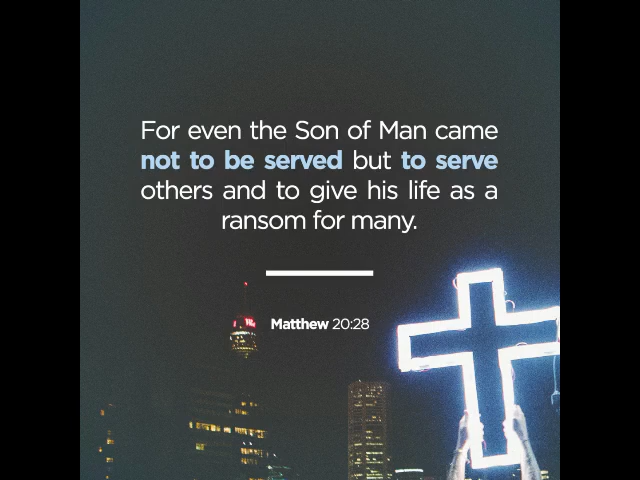 For even the Son of Man came
not to be served but to serve
others and to give his life as a
ransom for many.
Matthew 20:28